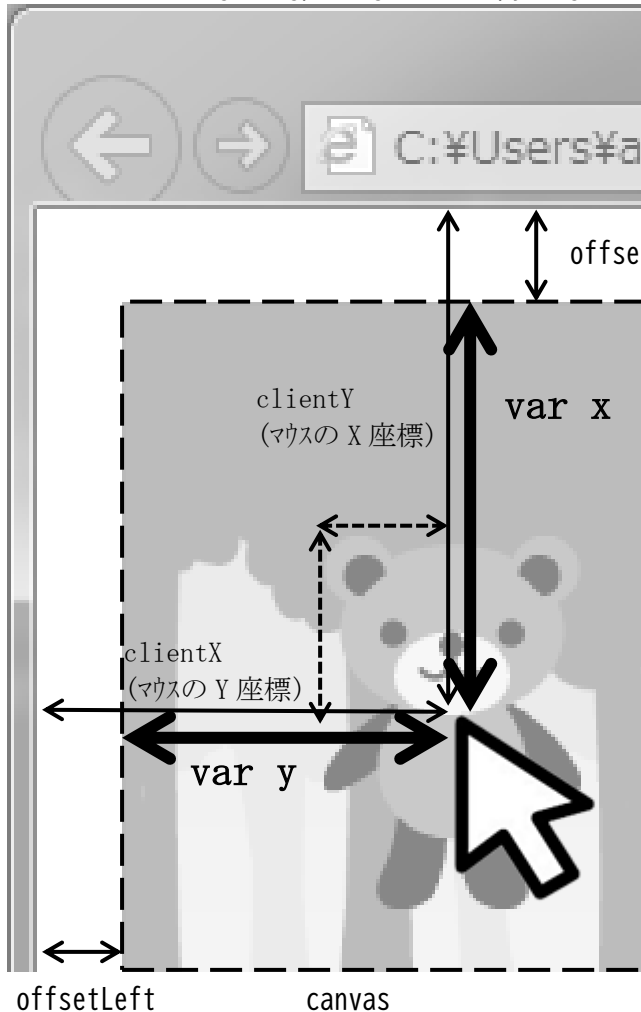 C:¥Users¥a
offse
clientY
(マウスの X 座標)
var x
clientX
(マウスの Y 座標)
var y
offsetLeft
canvas